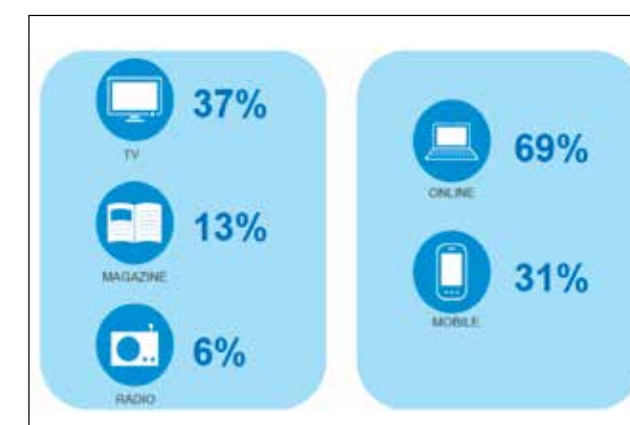 37%
TV
13%
MAGAZINE
6%
RADIO
69%
ONLINE
31%
MOBILE